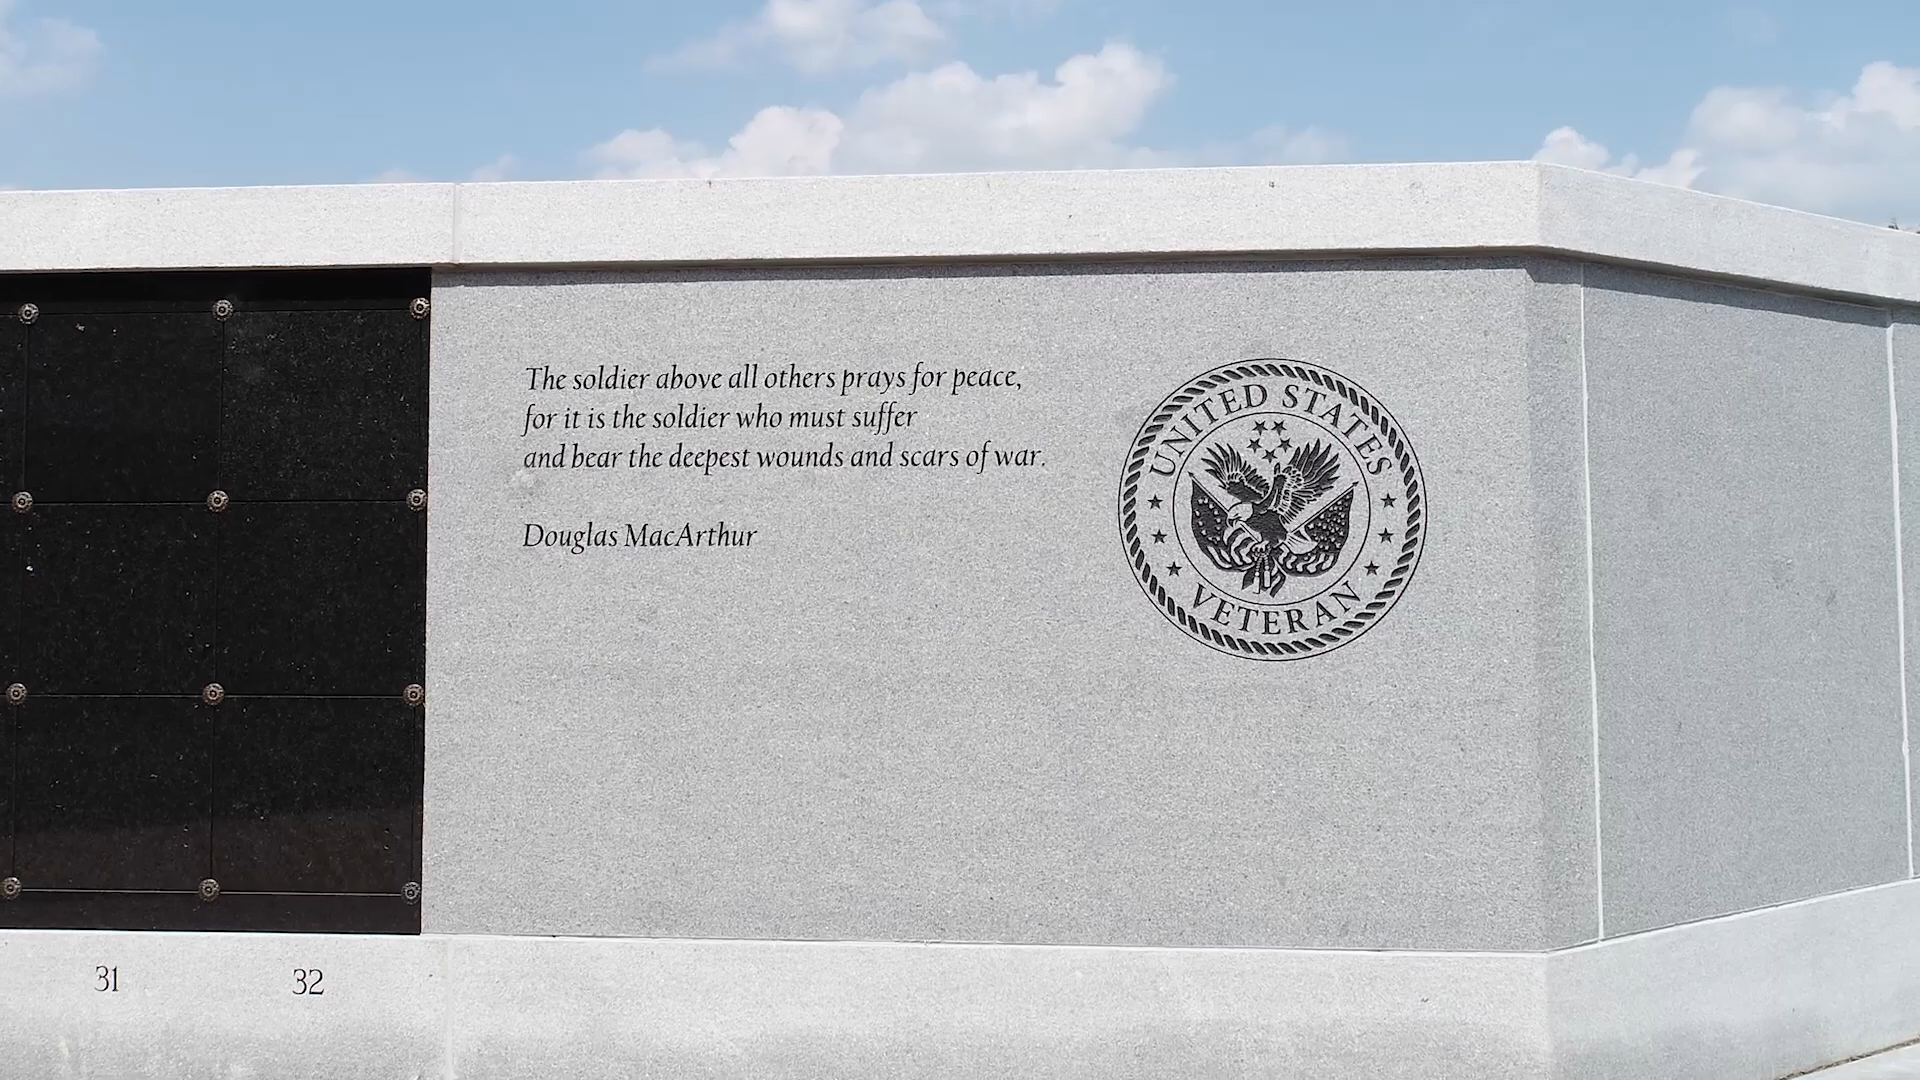 The soldier above all others prays for peace,
for it is the soldier who must suffer
and bear the deepest wounds and scars of war.
Douglas MacArthur
UNITED STATES
VETERAN
31
32